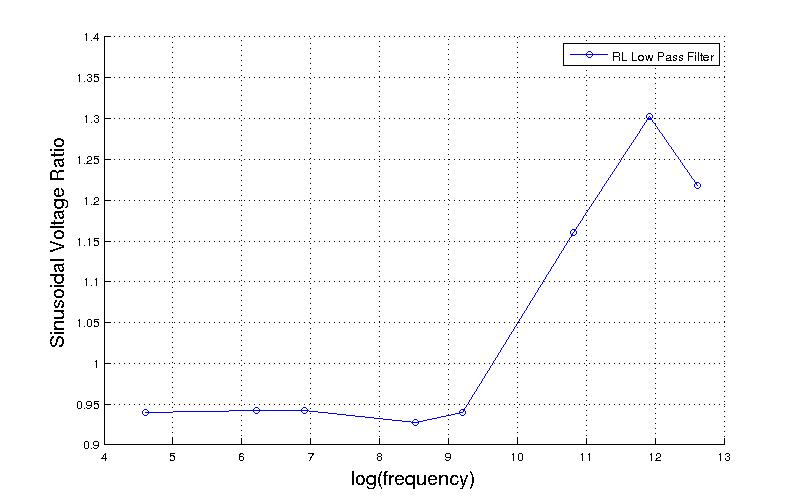 1.4
RL Low Pass Filter
1.35
1.3
1.25
1.2
1.15
1.1
1.05
1
0.95
0.9
Sinusoidal Voltage Ratio
4 5 6 7 8 9 10 11 12 13
log(frequency)